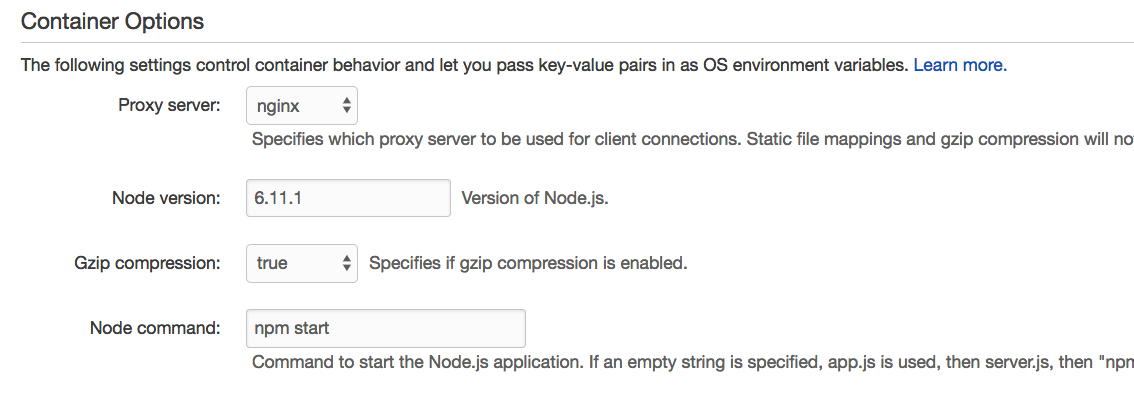 Container Options
The following settings control container behavior and let you pass key-value pairs in as OS environment variables. Learn more.
Proxy server: nginx
Specifies which proxy server to be used for client connections. Static file mappings and gzip compression will no
Node version: 6.11.1 Version of Node.js.
Gzip compression: true Specifies if gzip compression is enabled.
Node command: npm start
Command to start the Node.js application. If an empty string is specified, app.js is used, then server.js, then "npm